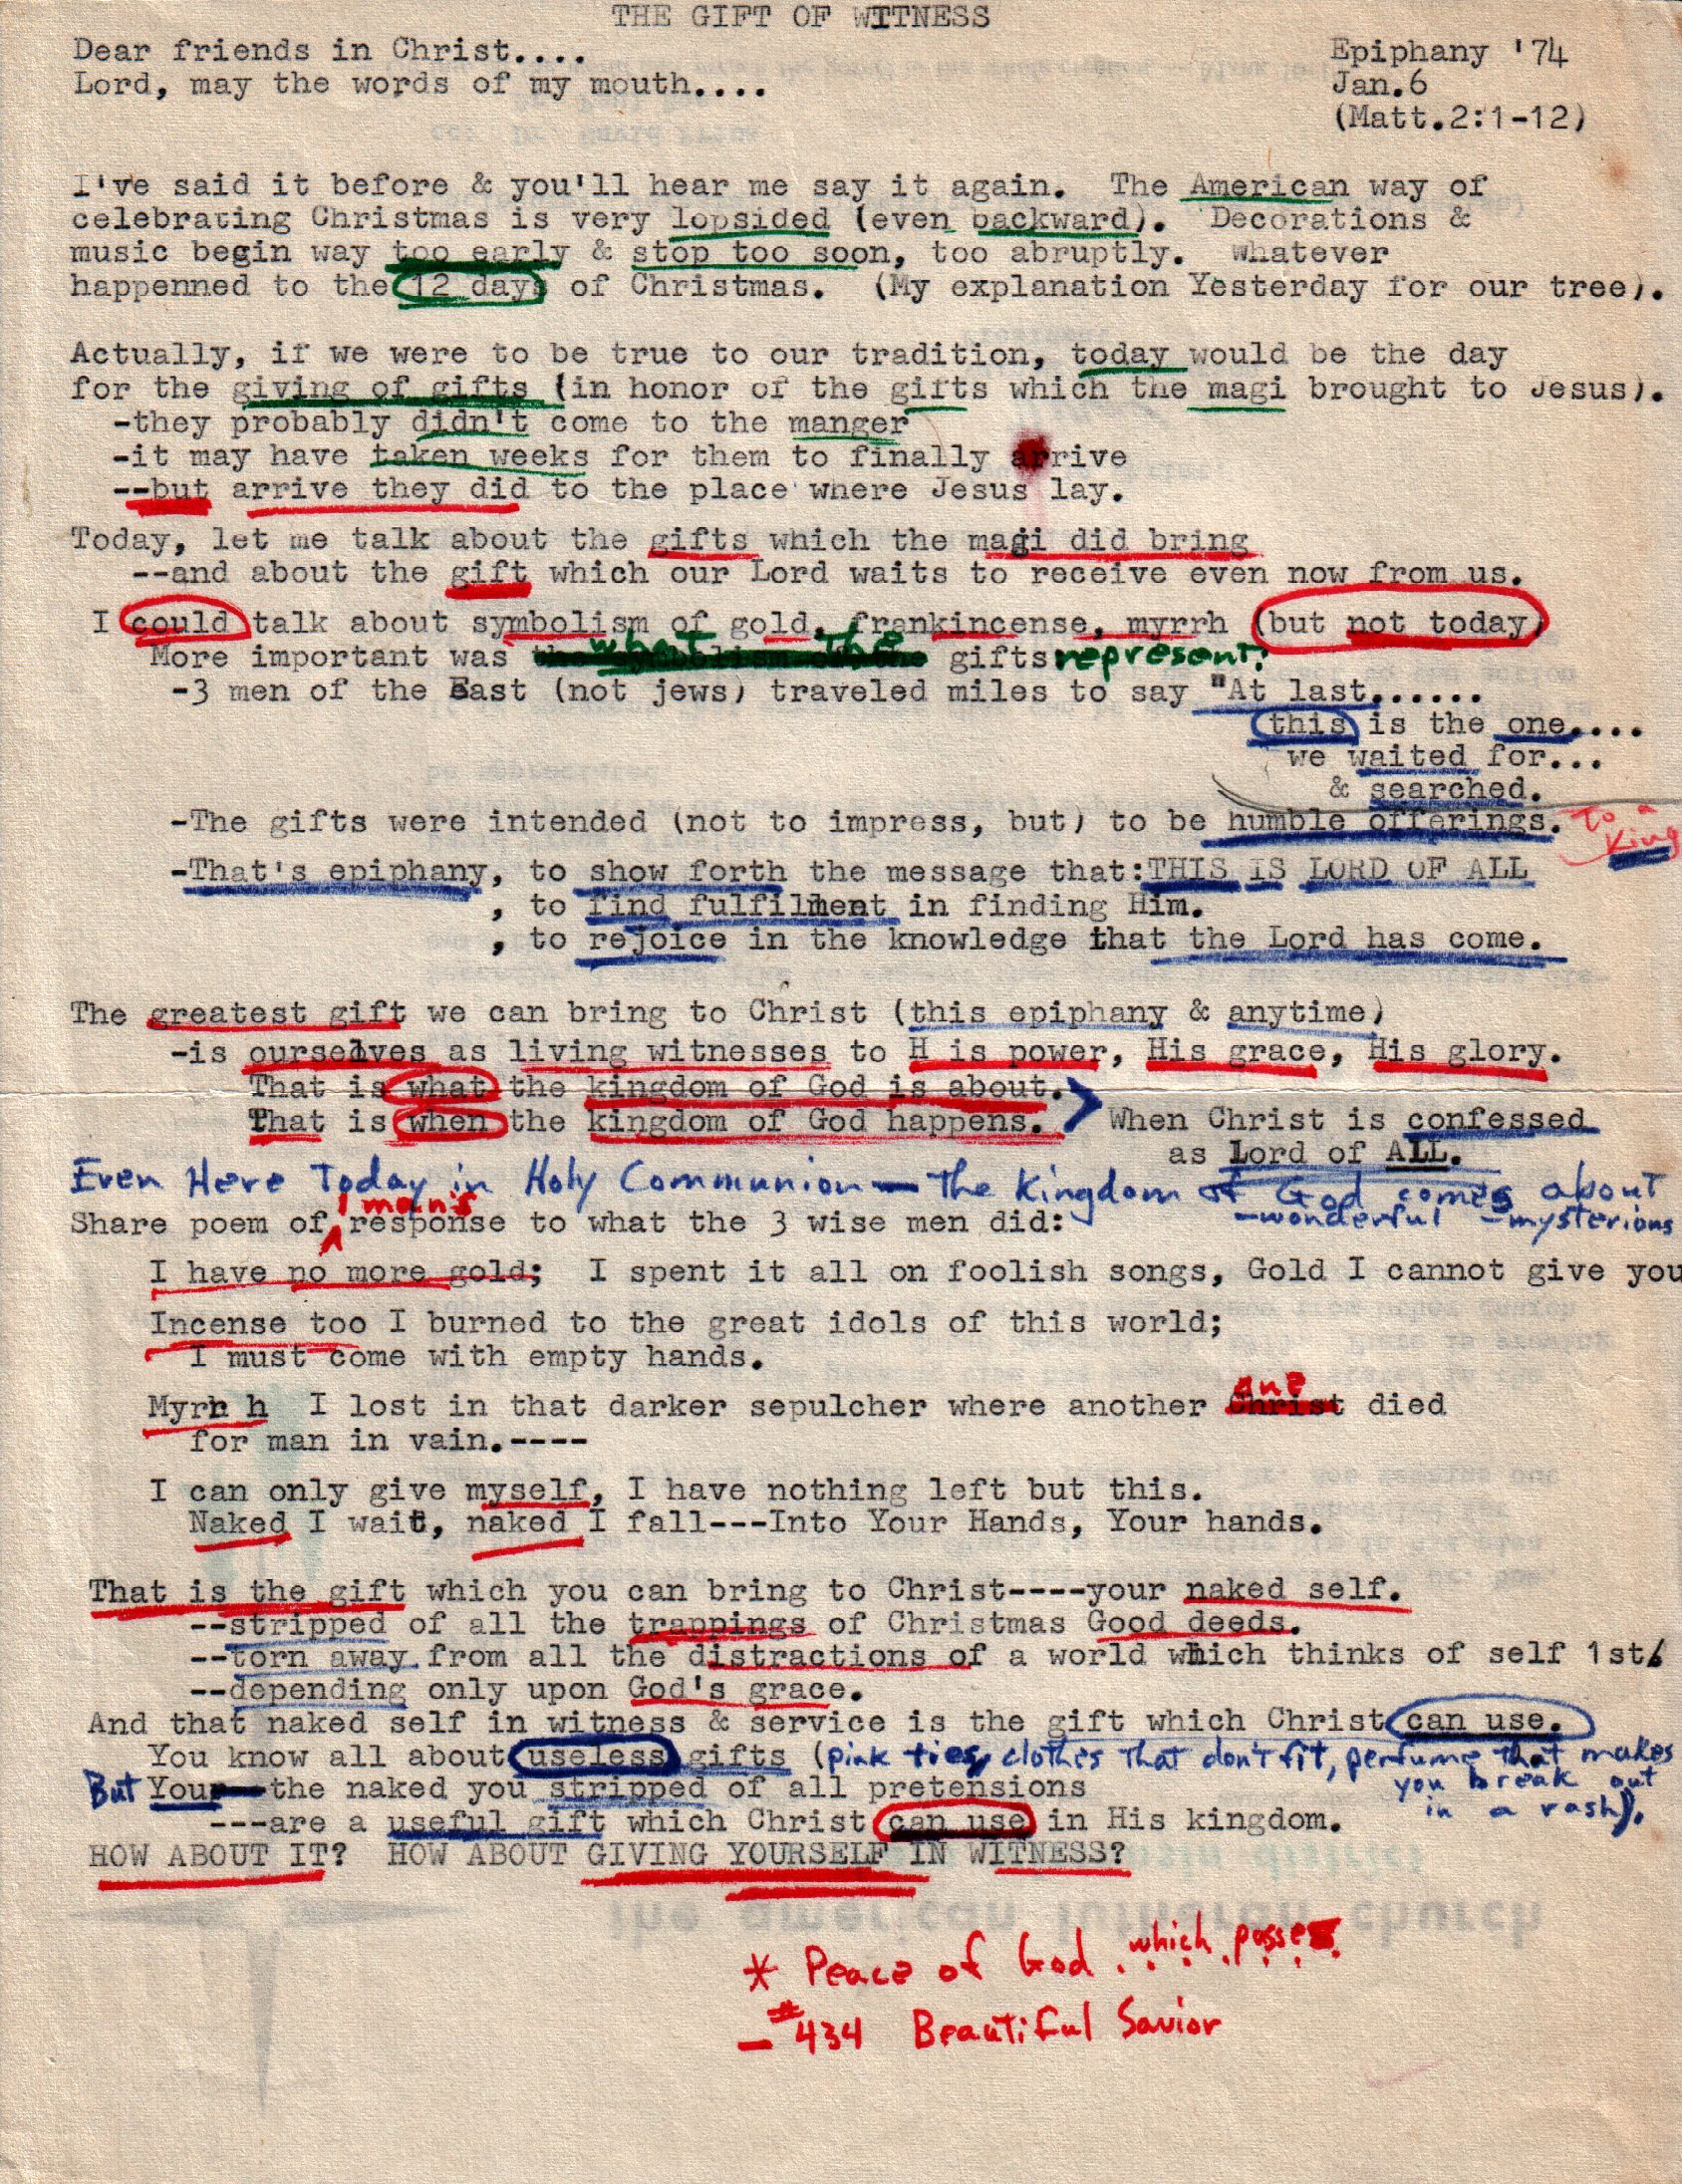 THE GIFT OF WITNESS
Dear friends in Christ....
Epiphany '74
Lord, may the words of my mouth....
Jan.6
(Matt.2:1-12)
I've said it before & you'll hear me say it again.  The American way of
celebrating Christmas is very lopsided (even backward).  Decorations &
music begin way too early & stop too soon, too abruptly.  Whatever
happenned to the 12 days of Christmas.  (My explanation Yesterday for our tree).
Actually, if we were to be true to our tradition, today would be the day
for the giving of gifts (in honor of the gifts which the magi brought to Jesus).
-they probably didn't come to the manger
-it may have taken weeks for them to finally arrive
--but arrive they did to the place where Jesus lay.
Today, let me talk about the gifts which the magi did bring
--and about the gift which our Lord waits to receive even now from us.
I could talk about symbolism of gold, frankincense, myrrh (but not today)
More important was what the gifts represent:
-3 men of the East (not jews) traveled miles to say "At last......
this is the one....
we waited for...
& searched.
-The gifts were intended (not to impress, but) to be humble offerings. to a
King
-That's epiphany, to show forth the message that:THIS IS LORD OF ALL
, to find fulfilment in finding Him.
, to rejoice in the knowledge that the Lord has come.
The greatest gift we can bring to Christ (this epiphany & anytime)
-is ourselves as living witnesses to H is power, His grace, His glory.
That is what the kingdom of God is about.
That is when the kingdom of God happens. > When Christ is confessed
as Lord of ALL.
Even Here Today in Holy Communion — The Kingdom of God comes about
-wonderful -mysterious
Share poem of 1 man's response to what the 3 wise men did:
I have no more gold;  I spent it all on foolish songs, Gold I cannot give you
Incense too I burned to the great idols of this world;
I must come with empty hands.
Myrh h  I lost in that darker sepulcher where another one died
for man in vain.----
I can only give myself, I have nothing left but this.
Naked I wait, naked I fall---Into Your Hands, Your hands.
That is the gift which you can bring to Christ----your naked self.
--stripped of all the trappings of Christmas Good deeds.
--torn away from all the distractions of a world which thinks of self 1st.
--depending only upon God's grace.
And that naked self in witness & service is the gift which Christ can use.
You know all about useless gifts (pink ties, clothes that don't fit, perfume that makes
you break out
in a rash).
But You--the naked you stripped of all pretensions
---are a useful gift which Christ can use in His kingdom.
HOW ABOUT IT?  HOW ABOUT GIVING YOURSELF IN WITNESS?
* Peace of God . which passes
- #434 Beautiful Savior
the american lutheran church